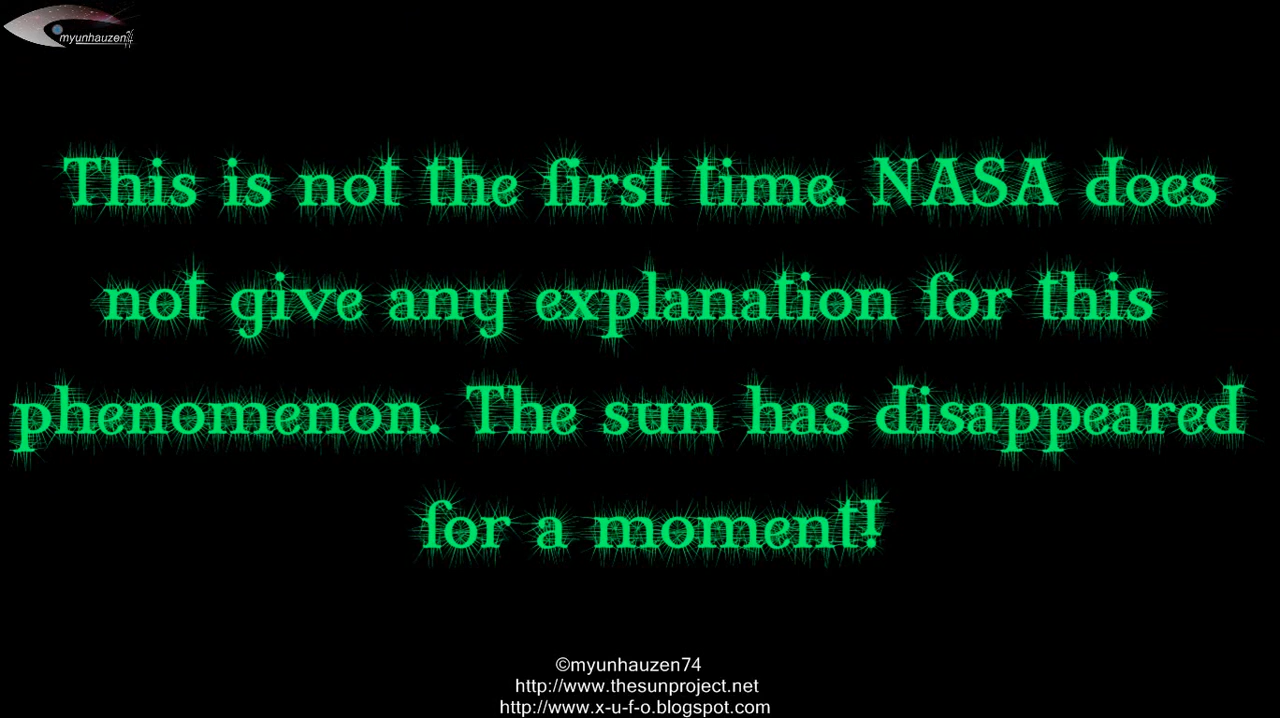 myunhauzen74
This is not the first time. NASA does
not give any explanation for this
phenomenon. The sun has disappeared
for a moment!
©myunhauzen74
http://www.thesunproject.net
http://www.x-u-f-o.blogspot.com